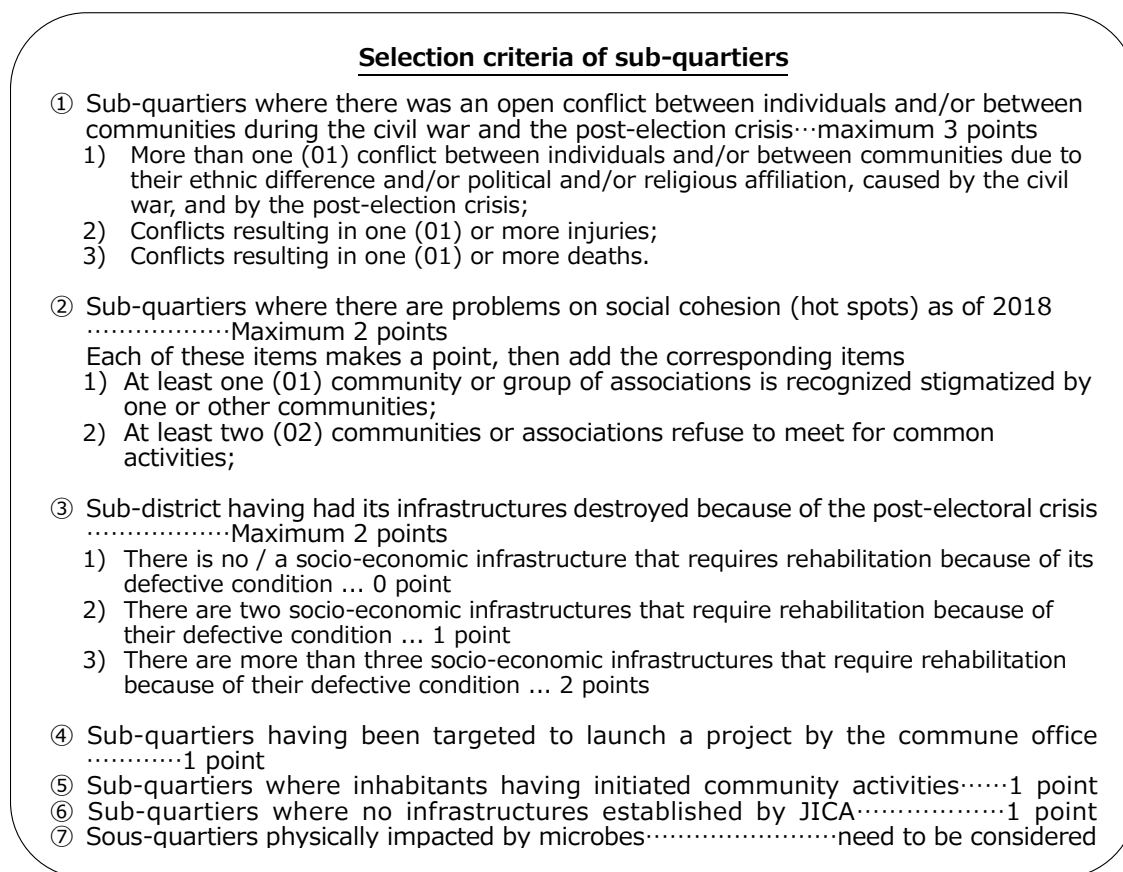 Selection criteria of sub-quartiers
① Sub-quartiers where there was an open conflict between individuals and/or between
communities during the civil war and the post-election crisis…maximum 3 points
1) More than one (01) conflict between individuals and/or between communities due to
their ethnic difference and/or political and/or religious affiliation, caused by the civil
war, and by the post-election crisis;
2) Conflicts resulting in one (01) or more injuries;
3) Conflicts resulting in one (01) or more deaths.
② Sub-quartiers where there are problems on social cohesion (hot spots) as of 2018
………………Maximum 2 points
Each of these items makes a point, then add the corresponding items
1) At least one (01) community or group of associations is recognized stigmatized by
one or other communities;
2) At least two (02) communities or associations refuse to meet for common
activities;
③ Sub-district having had its infrastructures destroyed because of the post-electoral crisis
………………Maximum 2 points
1) There is no / a socio-economic infrastructure that requires rehabilitation because of its
defective condition ... 0 point
2) There are two socio-economic infrastructures that require rehabilitation because of
their defective condition ... 1 point
3) There are more than three socio-economic infrastructures that require rehabilitation
because of their defective condition ... 2 points
④ Sub-quartiers having been targeted to launch a project by the commune office
…………1 point
⑤ Sub-quartiers where inhabitants having initiated community activities……1 point
⑥ Sub-quartiers where no infrastructures established by JICA………………1 point
⑦ Sous-quartiers physically impacted by microbes……………………need to be considered